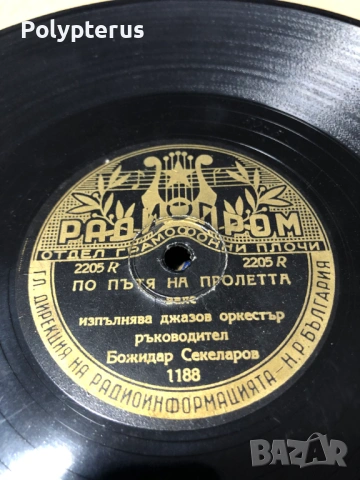 Polypterus
РАДИОПРОМ
ОТДЕЛ ГРАМОФОННИ ПЛОЧИ
2205 R 2205 R
ПО ПЪТЯ НА ПРОЛЕТТА
валс
изпълнява джазов оркестър
ръководител
Божидар Секеларов
1188
ГЛ. ДИРЕКЦИЯ НА РАДИОИНФОРМАЦИЯТА – Н.Р. БЪЛГАРИЯ
BAZAR